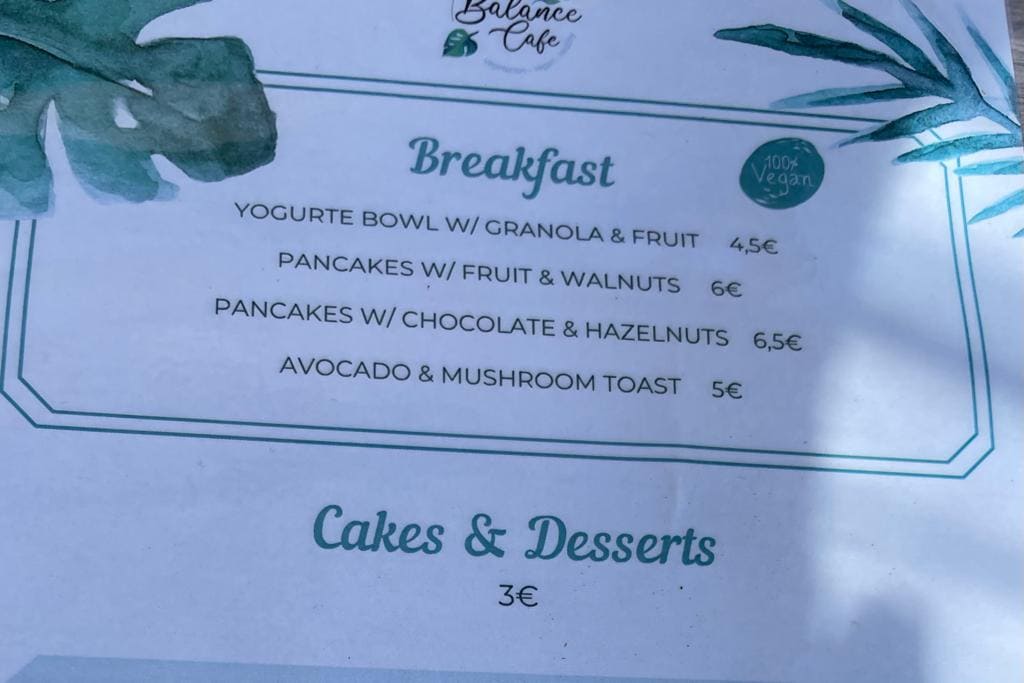 Balance
Cafe
Breakfast
100%
Vegan
YOGURTE BOWL W/ GRANOLA & FRUIT 4,5€
PANCAKES W/ FRUIT & WALNUTS 6€
PANCAKES W/ CHOCOLATE & HAZELNUTS 6,5€
AVOCADO & MUSHROOM TOAST 5€
Cakes & Desserts
3€